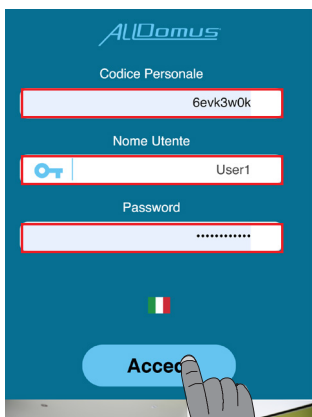 AllDomus
Codice Personale
6evk3w0k
Nome Utente
User1
Password
••••••••••••